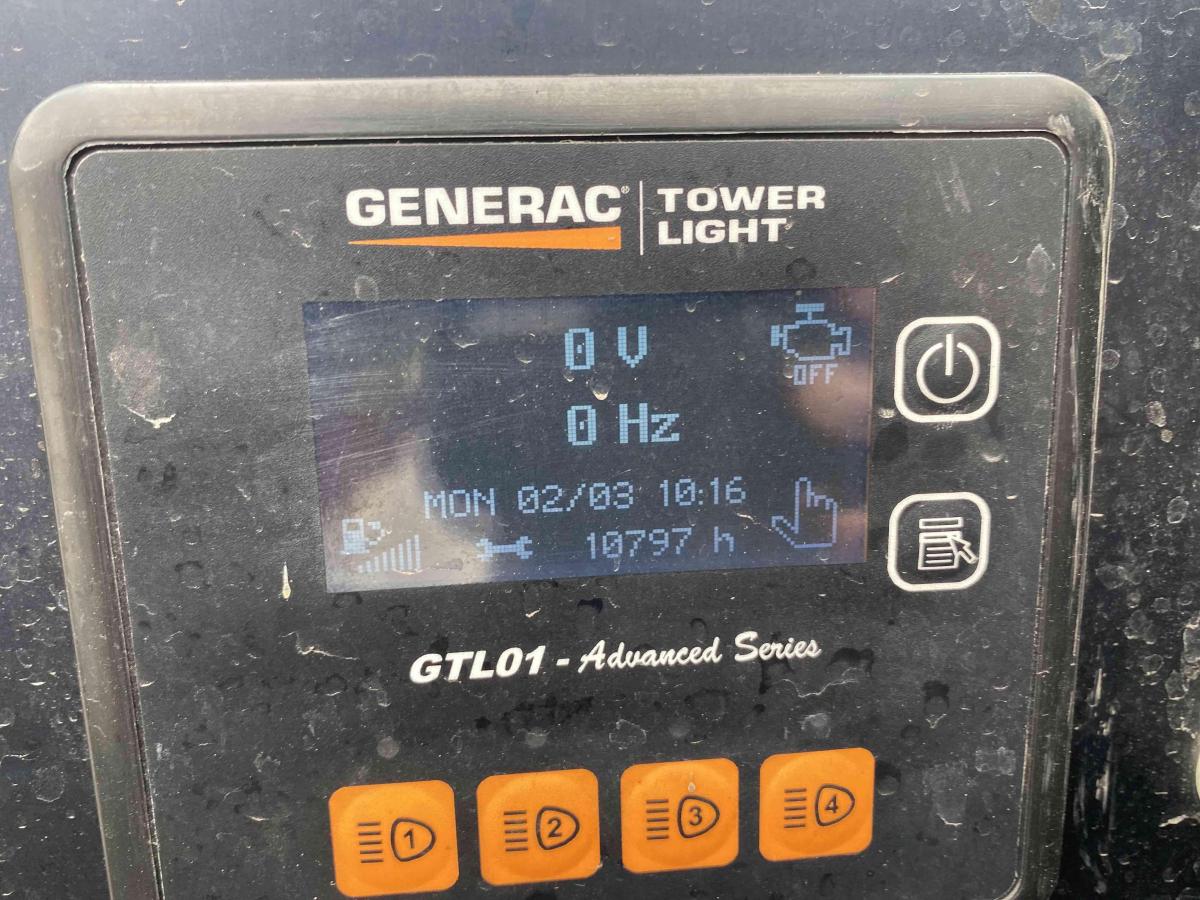 GENERAC®
TOWER
LIGHT
0 V
OFF
0 Hz
MON 02/03 10:16
10797 h
GTL01 - Advanced Series
1 2 3 4